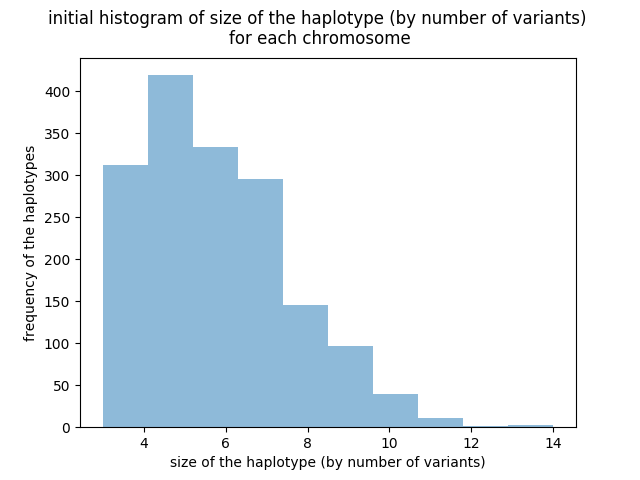 initial histogram of size of the haplotype (by number of variants)
for each chromosome
400
350
300
250
200
150
100
50
0
frequency of the haplotypes
4 6 8 10 12 14
size of the haplotype (by number of variants)